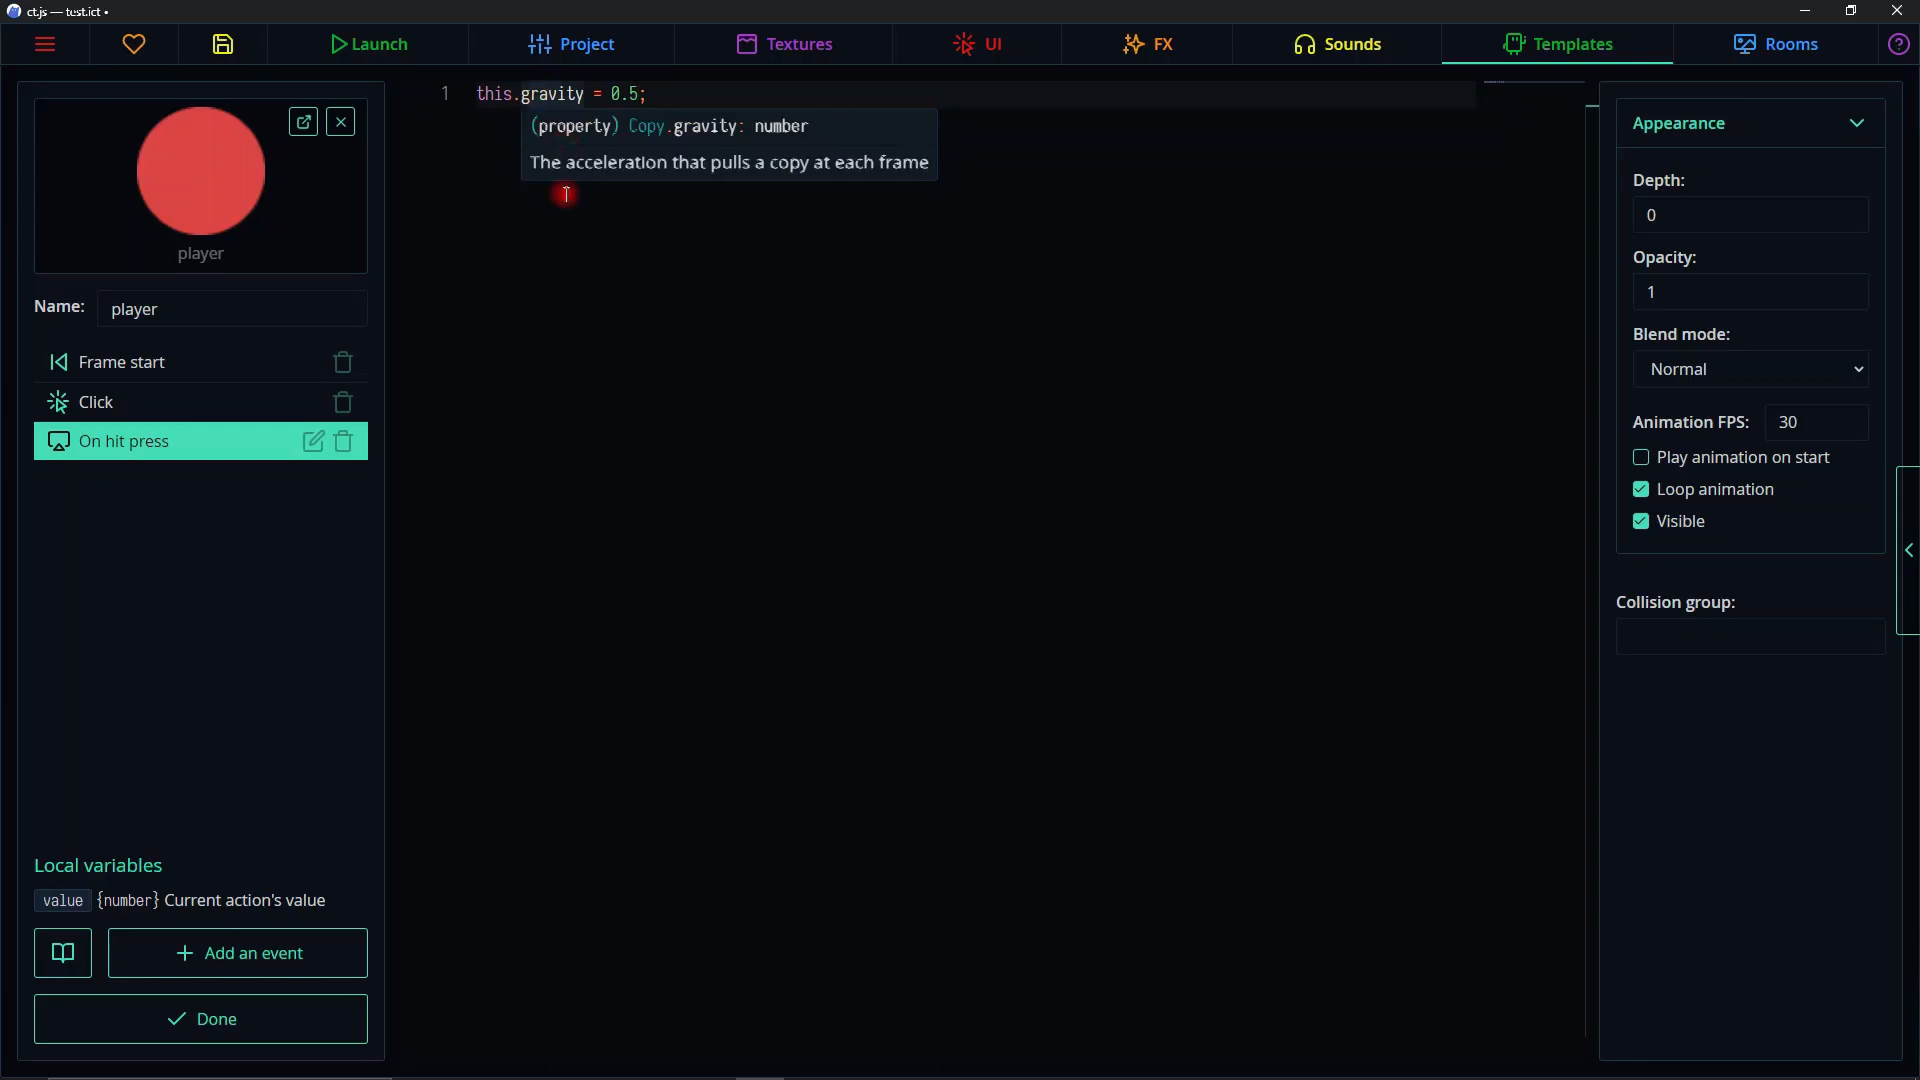 ct.js — test.ict •
Launch
Project
Textures
UI
FX
Sounds
Templates
Rooms
player
Name:
player
Frame start
Click
On hit press
Local variables
value {number} Current action's value
Add an event
Done
1 this.gravity = 0.5;
(property) Copy.gravity: number
The acceleration that pulls a copy at each frame
Appearance
Depth:
0
Opacity:
1
Blend mode:
Normal
Animation FPS: 30
Play animation on start
Loop animation
Visible
Collision group: